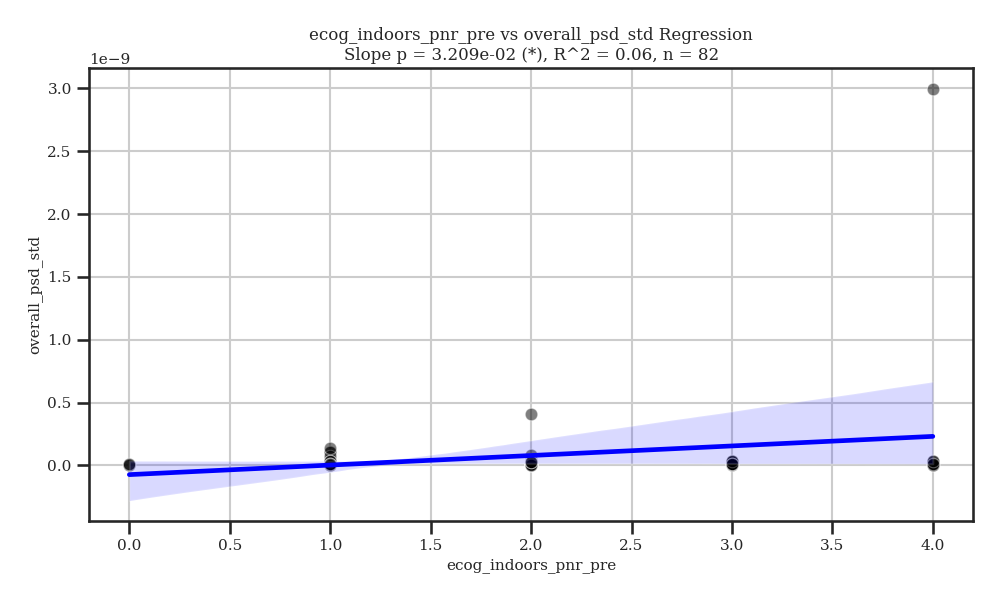 ecog_indoors_pnr_pre vs overall_psd_std Regression
Slope p = 3.209e-02 (*), R^2 = 0.06, n = 82
1e−9
3.0
2.5
2.0
1.5
1.0
0.5
0.0
overall_psd_std
0.0 0.5 1.0 1.5 2.0 2.5 3.0 3.5 4.0
ecog_indoors_pnr_pre